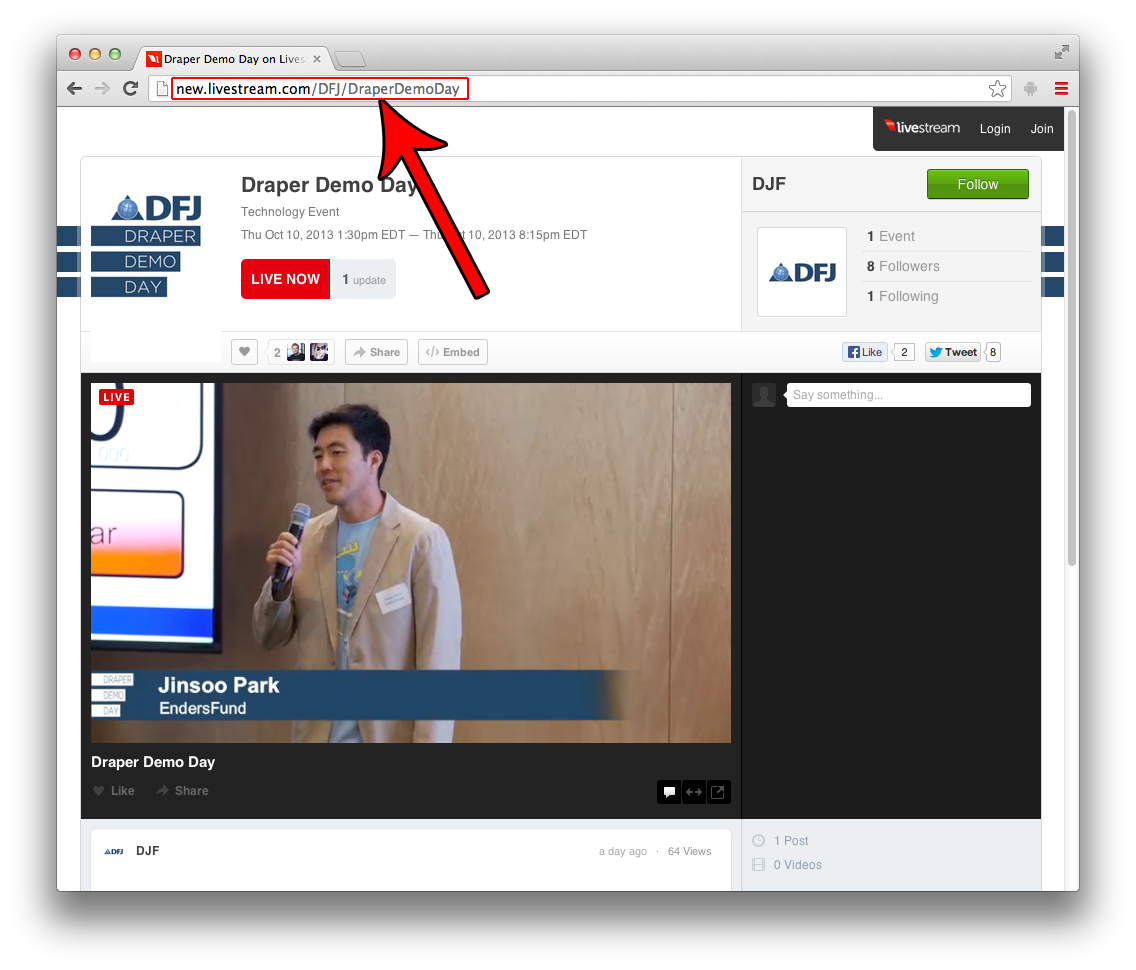 Draper Demo Day on Lives
new.livestream.com/DFJ/DraperDemoDay
livestream Login Join
DFJ
DRAPER
DEMO
DAY
Draper Demo Day
Technology Event
Thu Oct 10, 2013 1:30pm EDT — Thu Oct 10, 2013 8:15pm EDT
LIVE NOW 1 update
DJF Follow
DFJ
1 Event
8 Followers
1 Following
2 Share </> Embed
Like 2 Tweet 8
LIVE
000
ar
DRAPER
DEMO
DAY
Jinsoo Park
EndersFund
Say something...
Draper Demo Day
Like Share
DFJ DJF a day ago · 64 Views
1 Post
0 Videos